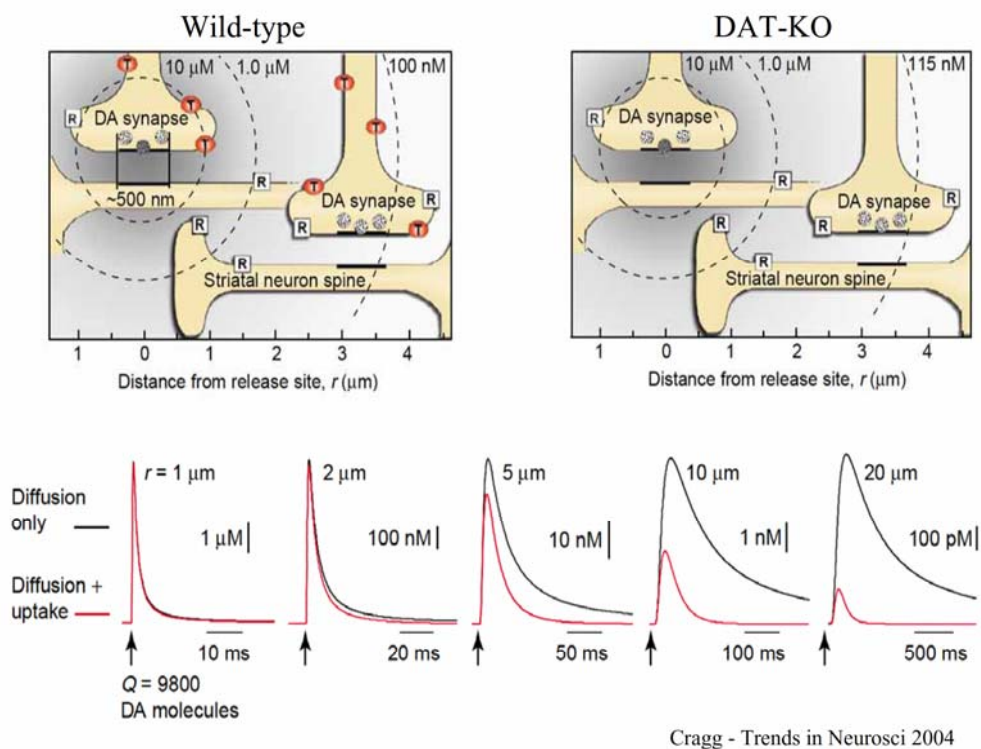 Wild-type
DAT-KO
T 10 µM 1.0 µM T 100 nM
R T
DA synapse
T
T
~500 nm
R
T
R
DA synapse
R
R
T
R
Striatal neuron spine
1 0 1 2 3 4
Distance from release site, r (µm)
10 µM 1.0 µM 115 nM
R
DA synapse
R
R
DA synapse
R
R
R
Striatal neuron spine
1 0 1 2 3 4
Distance from release site, r (µm)
Diffusion
only
Diffusion +
uptake
r = 1 µm
1 µM
10 ms
Q = 9800
DA molecules
2 µm
100 nM
20 ms
5 µm
10 nM
50 ms
10 µm
1 nM
100 ms
20 µm
100 pM
500 ms
Cragg - Trends in Neurosci 2004